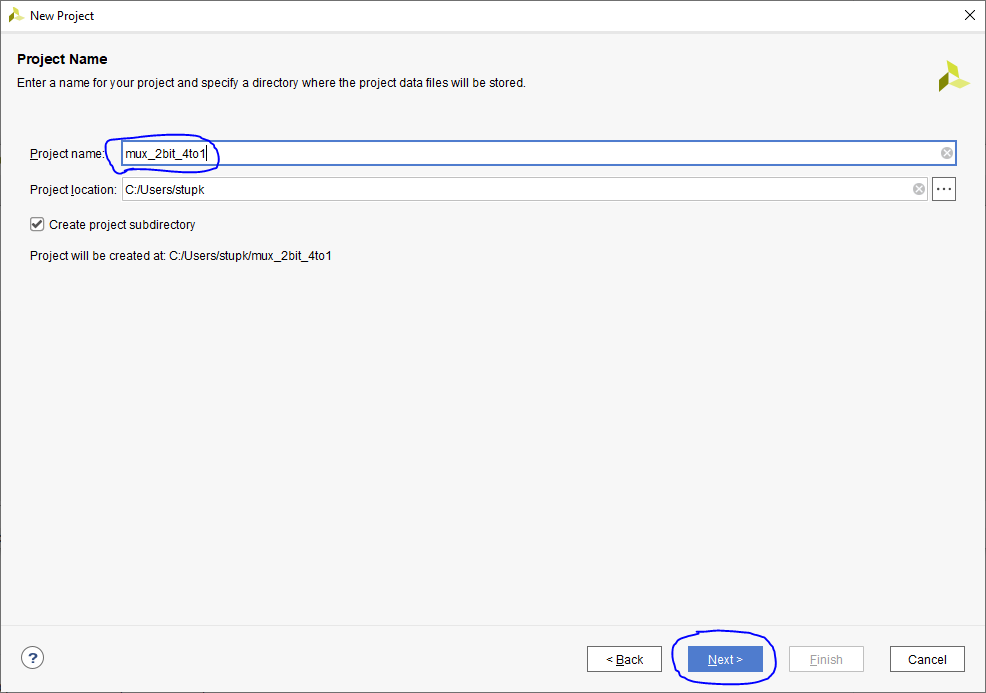 New Project
Project Name
Enter a name for your project and specify a directory where the project data files will be stored.
Project name: mux_2bit_4to1
Project location: C:/Users/stupk ...
Create project subdirectory
Project will be created at: C:/Users/stupk/mux_2bit_4to1
? < Back Next > Finish Cancel